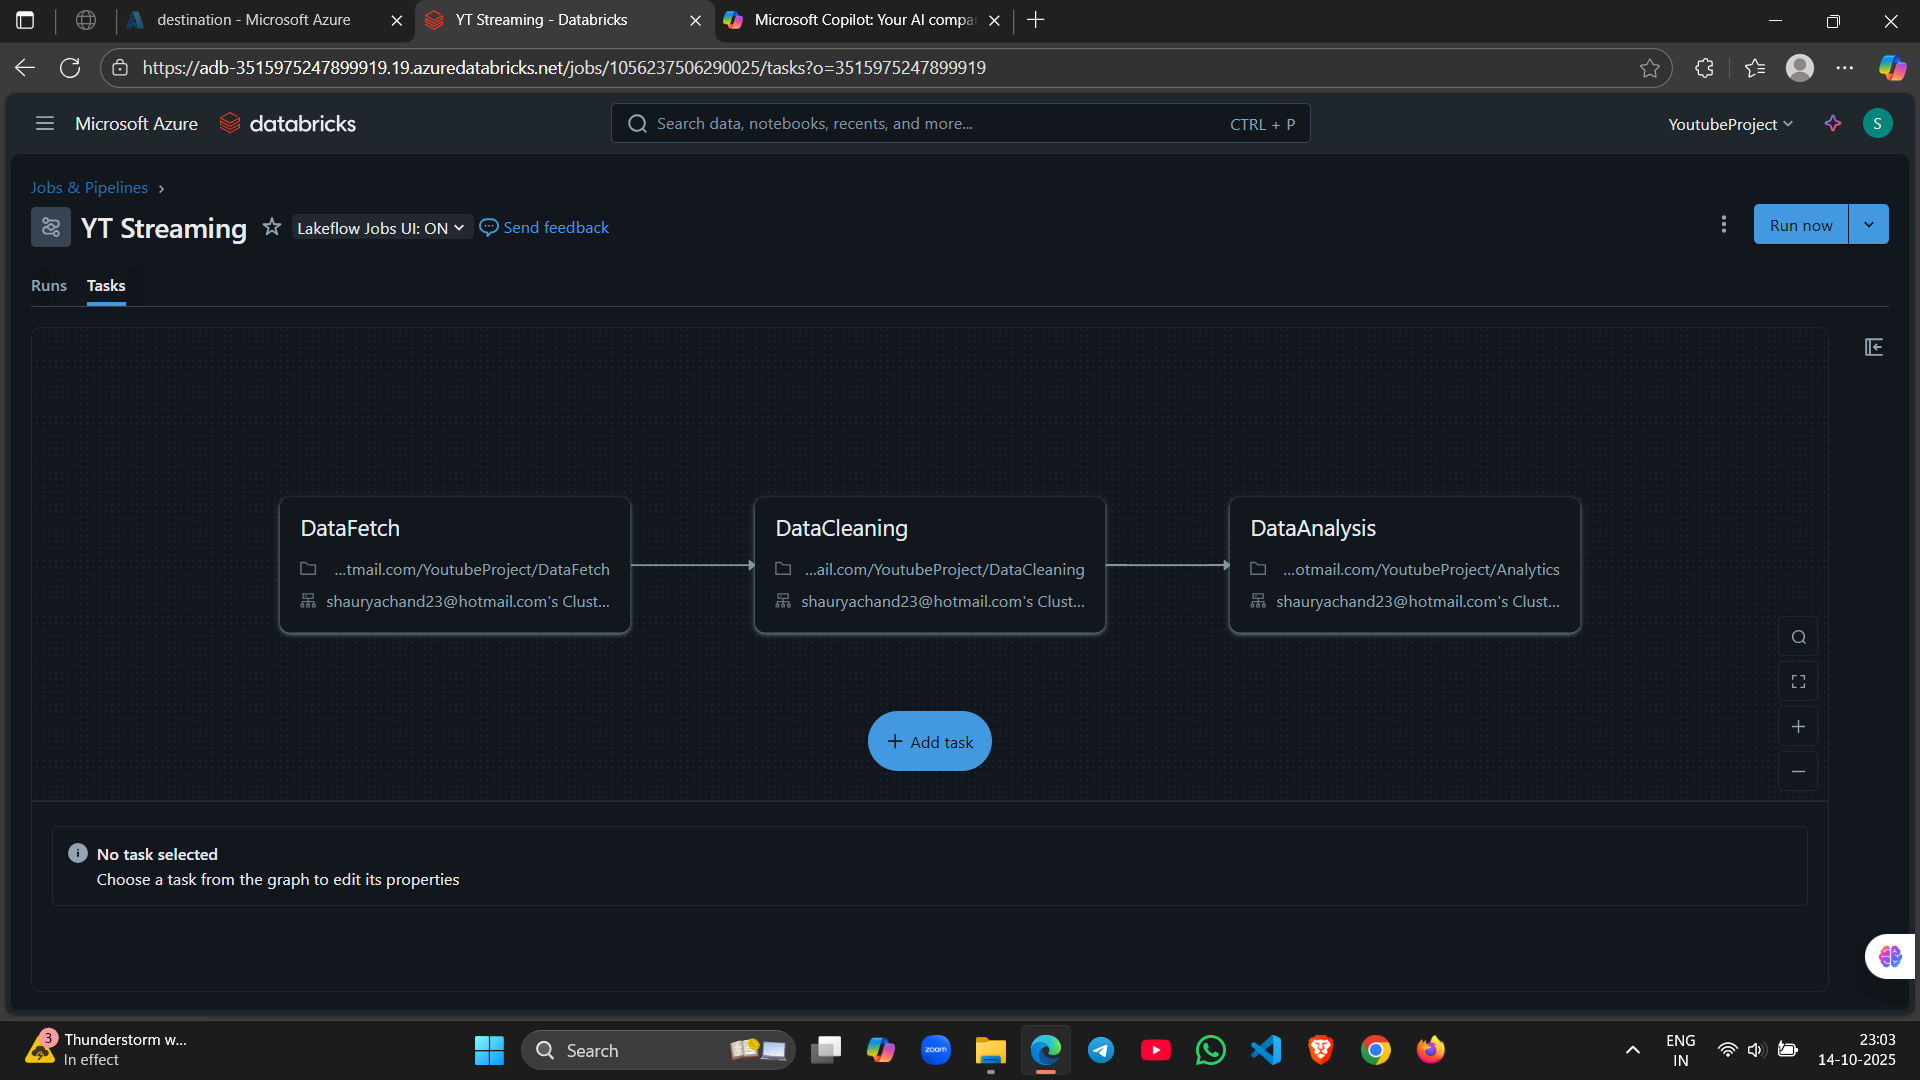 destination - Microsoft Azure
YT Streaming - Databricks
Microsoft Copilot: Your AI compa
https://adb-3515975247899919.19.azuredatabricks.net/jobs/1056237506290025/tasks?o=3515975247899919
Microsoft Azure
databricks
Search data, notebooks, recents, and more...
CTRL + P
YoutubeProject
S
Jobs & Pipelines
YT Streaming
Lakeflow Jobs UI: ON
Send feedback
Run now
Runs
Tasks
DataFetch
...tmail.com/YoutubeProject/DataFetch
shauryachand23@hotmail.com's Clust...
DataCleaning
...ail.com/YoutubeProject/DataCleaning
shauryachand23@hotmail.com's Clust...
DataAnalysis
...otmail.com/YoutubeProject/Analytics
shauryachand23@hotmail.com's Clust...
+ Add task
No task selected
Choose a task from the graph to edit its properties
3
Thunderstorm w...
In effect
Search
zoom
ENG
IN
23:03
14-10-2025